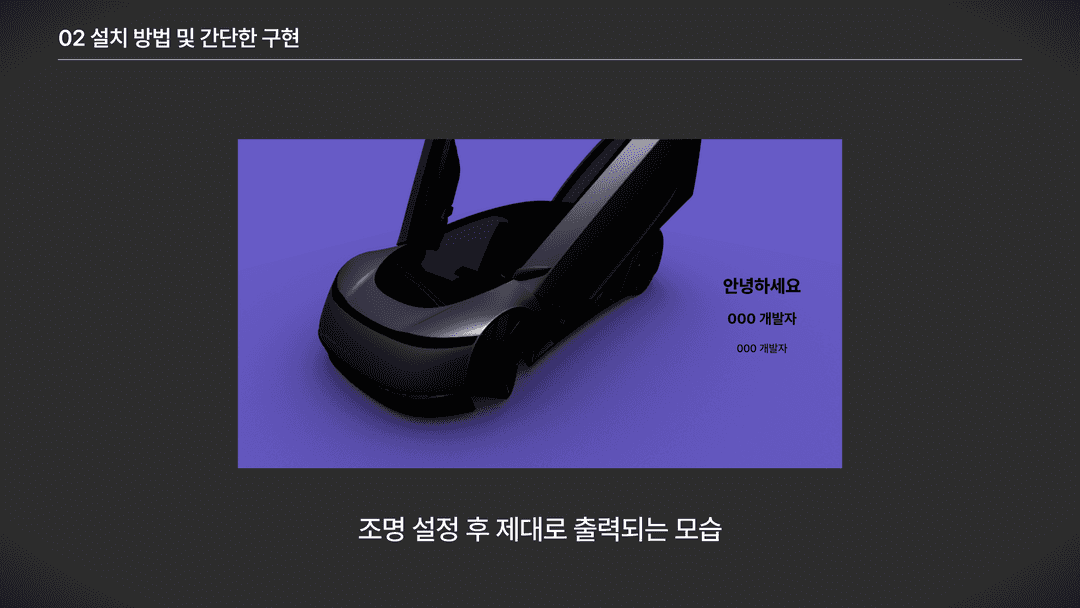 02 설치 방법 및 간단한 구현
안녕하세요
000 개발자
000 개발자
조명 설정 후 제대로 출력되는 모습